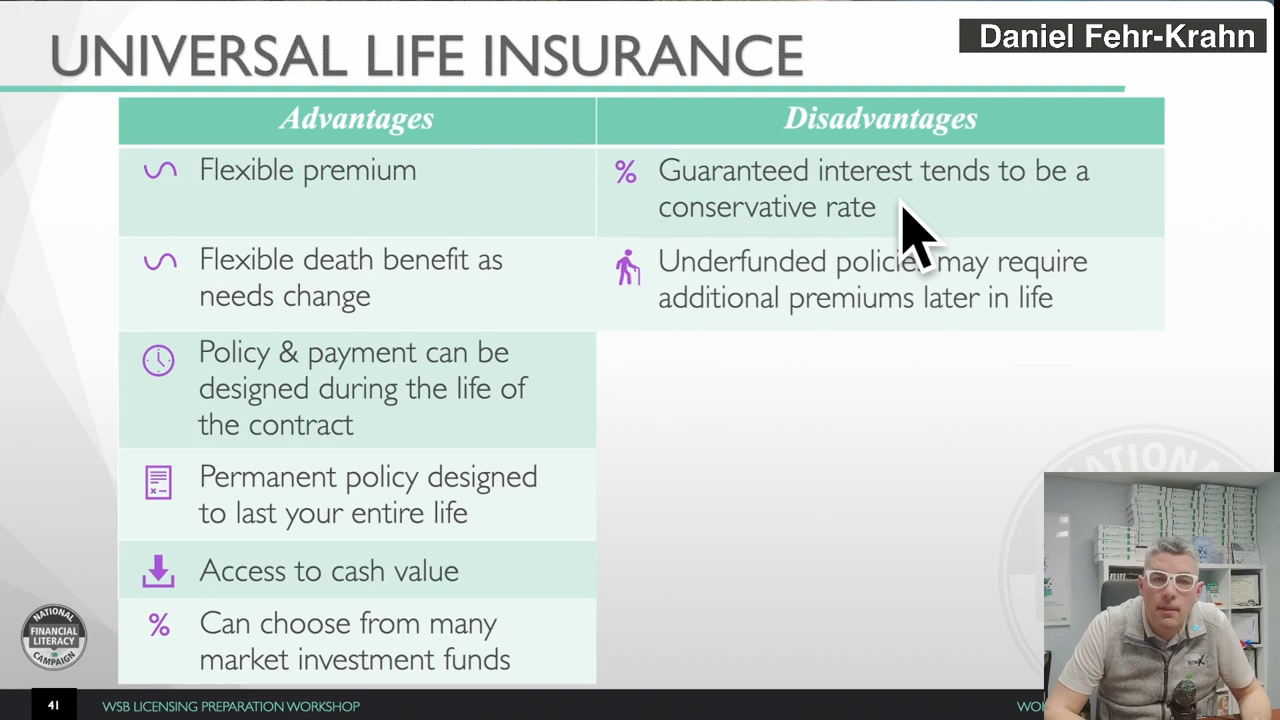 UNIVERSAL LIFE INSURANCE
Daniel Fehr-Krahn
Advantages
Disadvantages
Flexible premium
Guaranteed interest tends to be a
conservative rate
Flexible death benefit as
needs change
Underfunded policies may require
additional premiums later in life
Policy & payment can be
designed during the life of
the contract
Permanent policy designed
to last your entire life
Access to cash value
% Can choose from many
market investment funds
NATIONAL
FINANCIAL
LITERACY
CAMPAIGN
NATIONAL
41
WSB LICENSING PREPARATION WORKSHOP